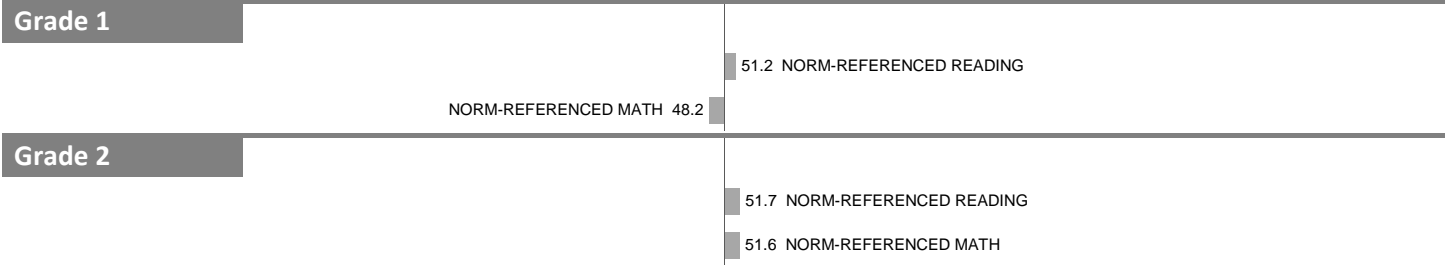 Grade 1
51.2 NORM-REFERENCED READING
NORM-REFERENCED MATH 48.2
Grade 2
51.7 NORM-REFERENCED READING
51.6 NORM-REFERENCED MATH